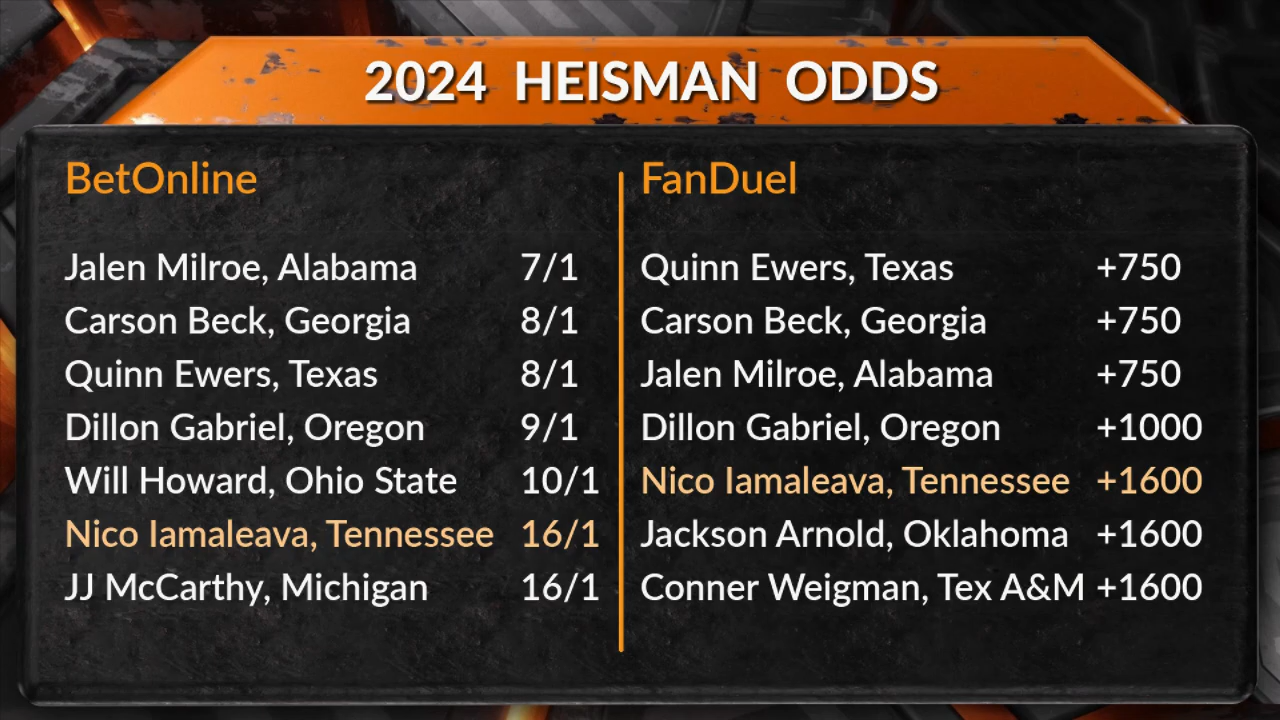 2024 HEISMAN ODDS
BetOnline
Jalen Milroe, Alabama 7/1
Carson Beck, Georgia 8/1
Quinn Ewers, Texas 8/1
Dillon Gabriel, Oregon 9/1
Will Howard, Ohio State 10/1
Nico Iamaleava, Tennessee 16/1
JJ McCarthy, Michigan 16/1
FanDuel
Quinn Ewers, Texas +750
Carson Beck, Georgia +750
Jalen Milroe, Alabama +750
Dillon Gabriel, Oregon +1000
Nico Iamaleava, Tennessee +1600
Jackson Arnold, Oklahoma +1600
Conner Weigman, Tex A&M +1600